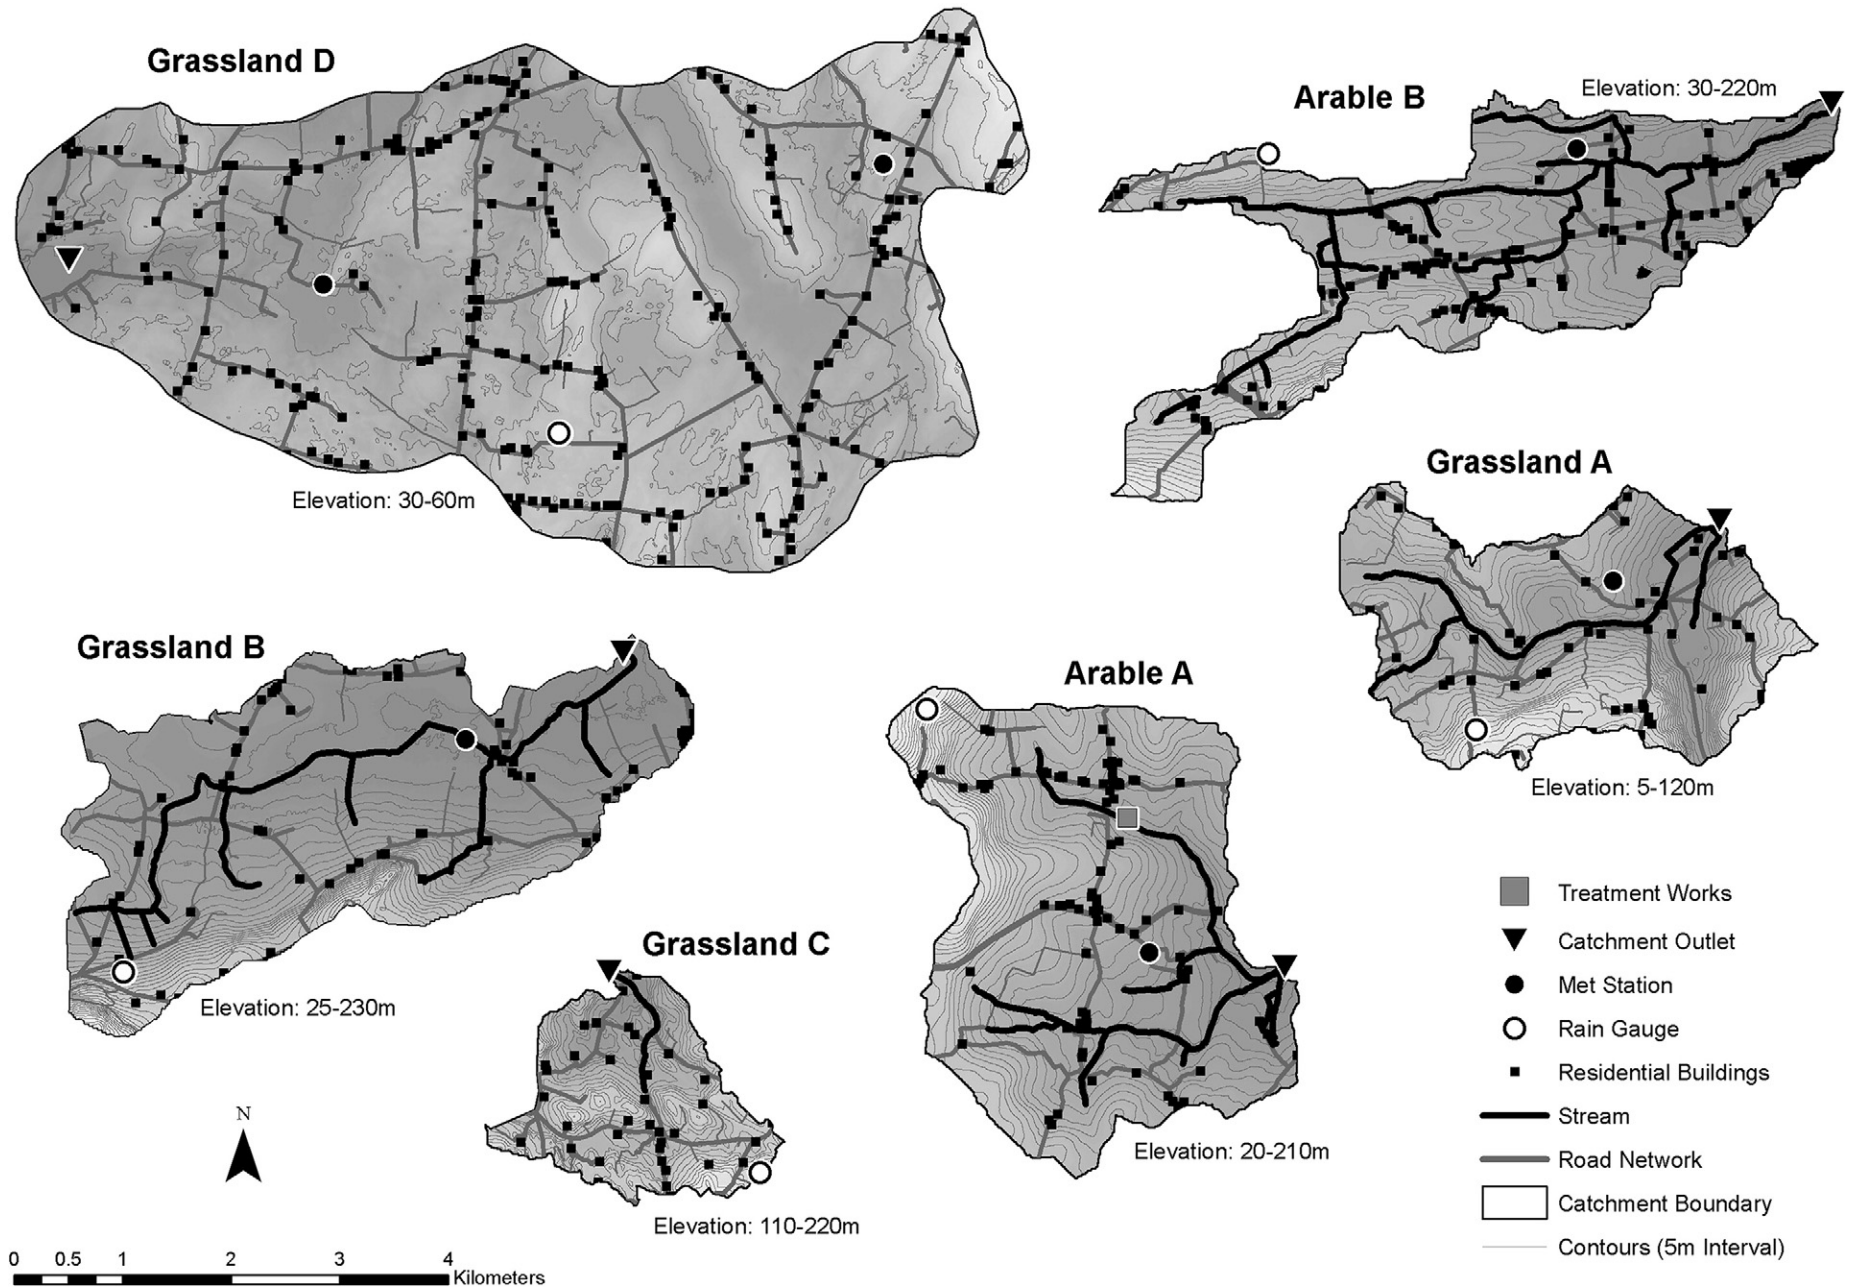 Grassland D
Elevation: 30-60m
Arable B
Elevation: 30-220m
Grassland A
Elevation: 5-120m
Grassland B
Elevation: 25-230m
Arable A
Elevation: 20-210m
Grassland C
Elevation: 110-220m
Treatment Works
Catchment Outlet
Met Station
Rain Gauge
Residential Buildings
Stream
Road Network
Catchment Boundary
Contours (5m Interval)
N
0 0.5 1 2 3 4
Kilometers